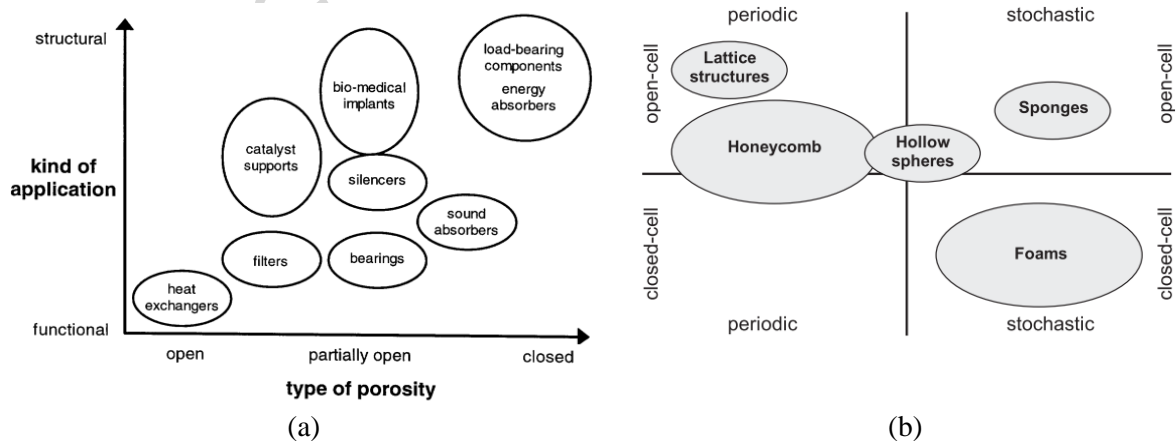 structural
load-bearing
components
energy
absorbers
bio-medical
implants
catalyst
supports
kind of
application
silencers
sound
absorbers
filters
bearings
heat
exchangers
functional
open
partially open
closed
type of porosity
(a)
periodic
stochastic
open-cell
open-cell
Lattice
structures
Sponges
Honeycomb
Hollow
spheres
closed-cell
closed-cell
Foams
periodic
stochastic
(b)